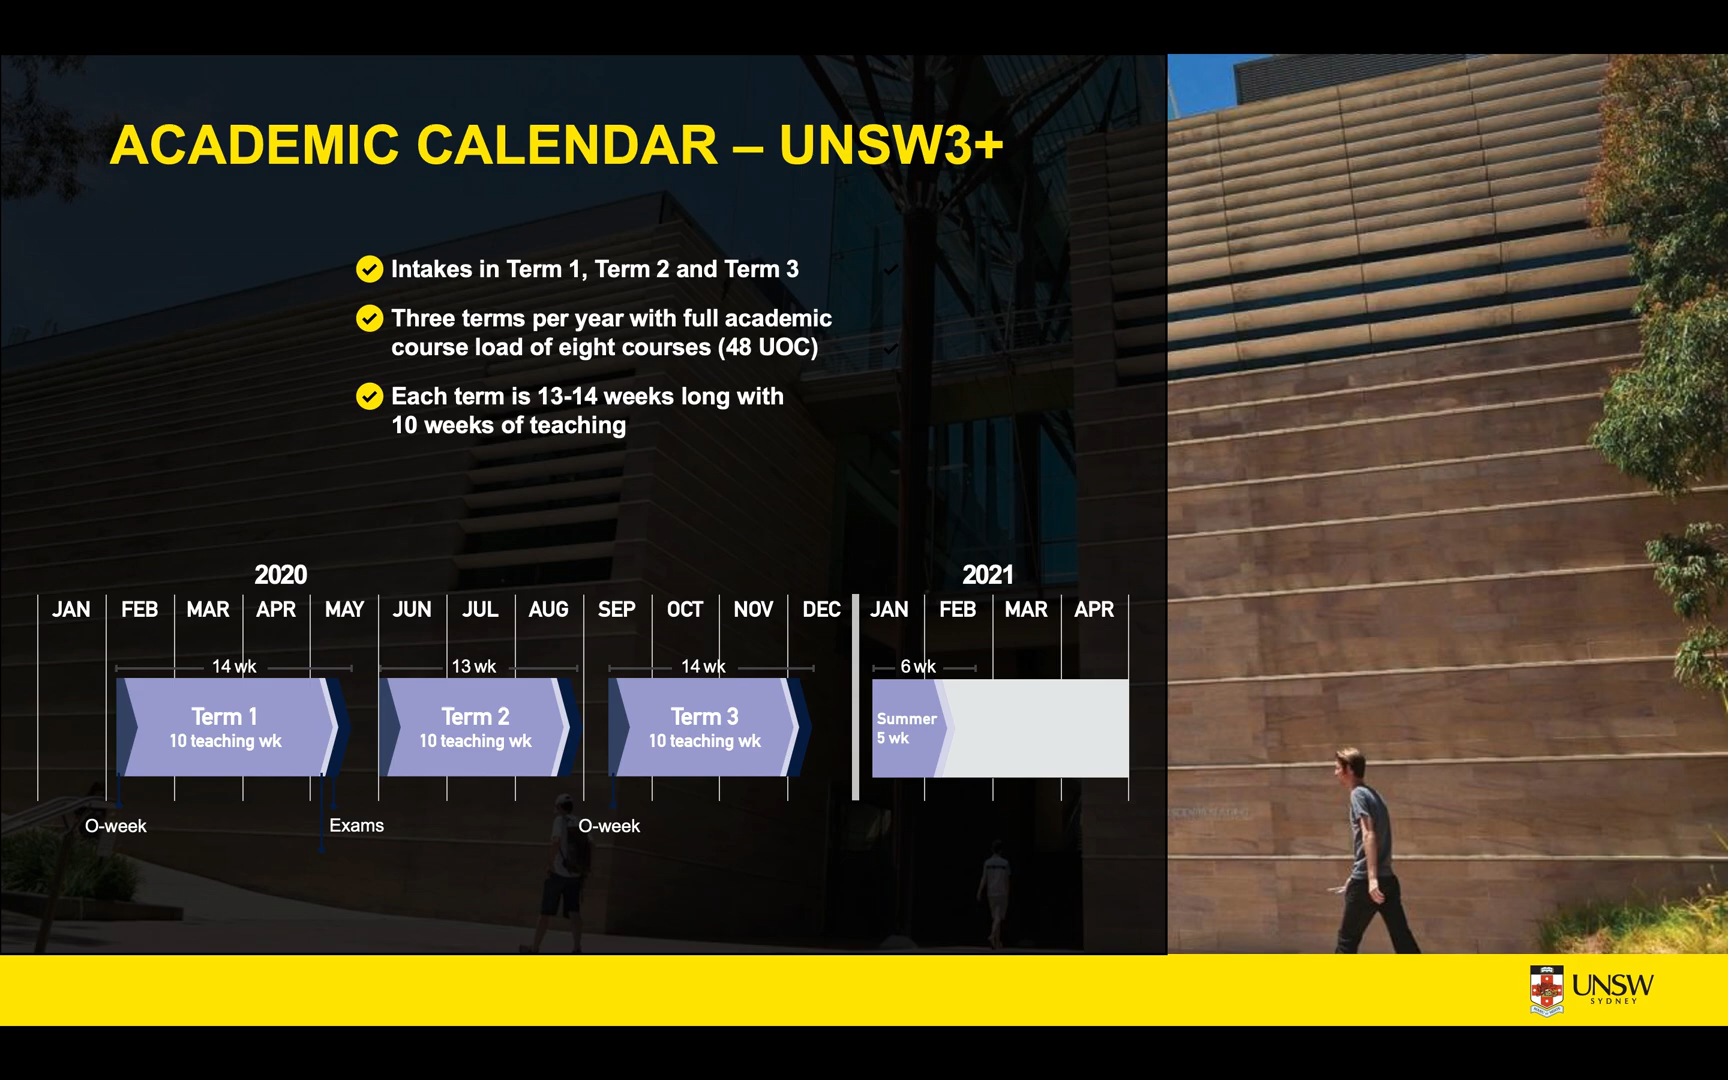 ACADEMIC CALENDAR – UNSW3+
Intakes in Term 1, Term 2 and Term 3
Three terms per year with full academic
course load of eight courses (48 UOC)
Each term is 13-14 weeks long with
10 weeks of teaching
2020
2021
JAN FEB MAR APR MAY JUN JUL AUG SEP OCT NOV DEC JAN FEB MAR APR
14 wk
13 wk
14 wk
6 wk
Term 1
10 teaching wk
Term 2
10 teaching wk
Term 3
10 teaching wk
Summer
5 wk
O-week
Exams
O-week
UNSW
SYDNEY